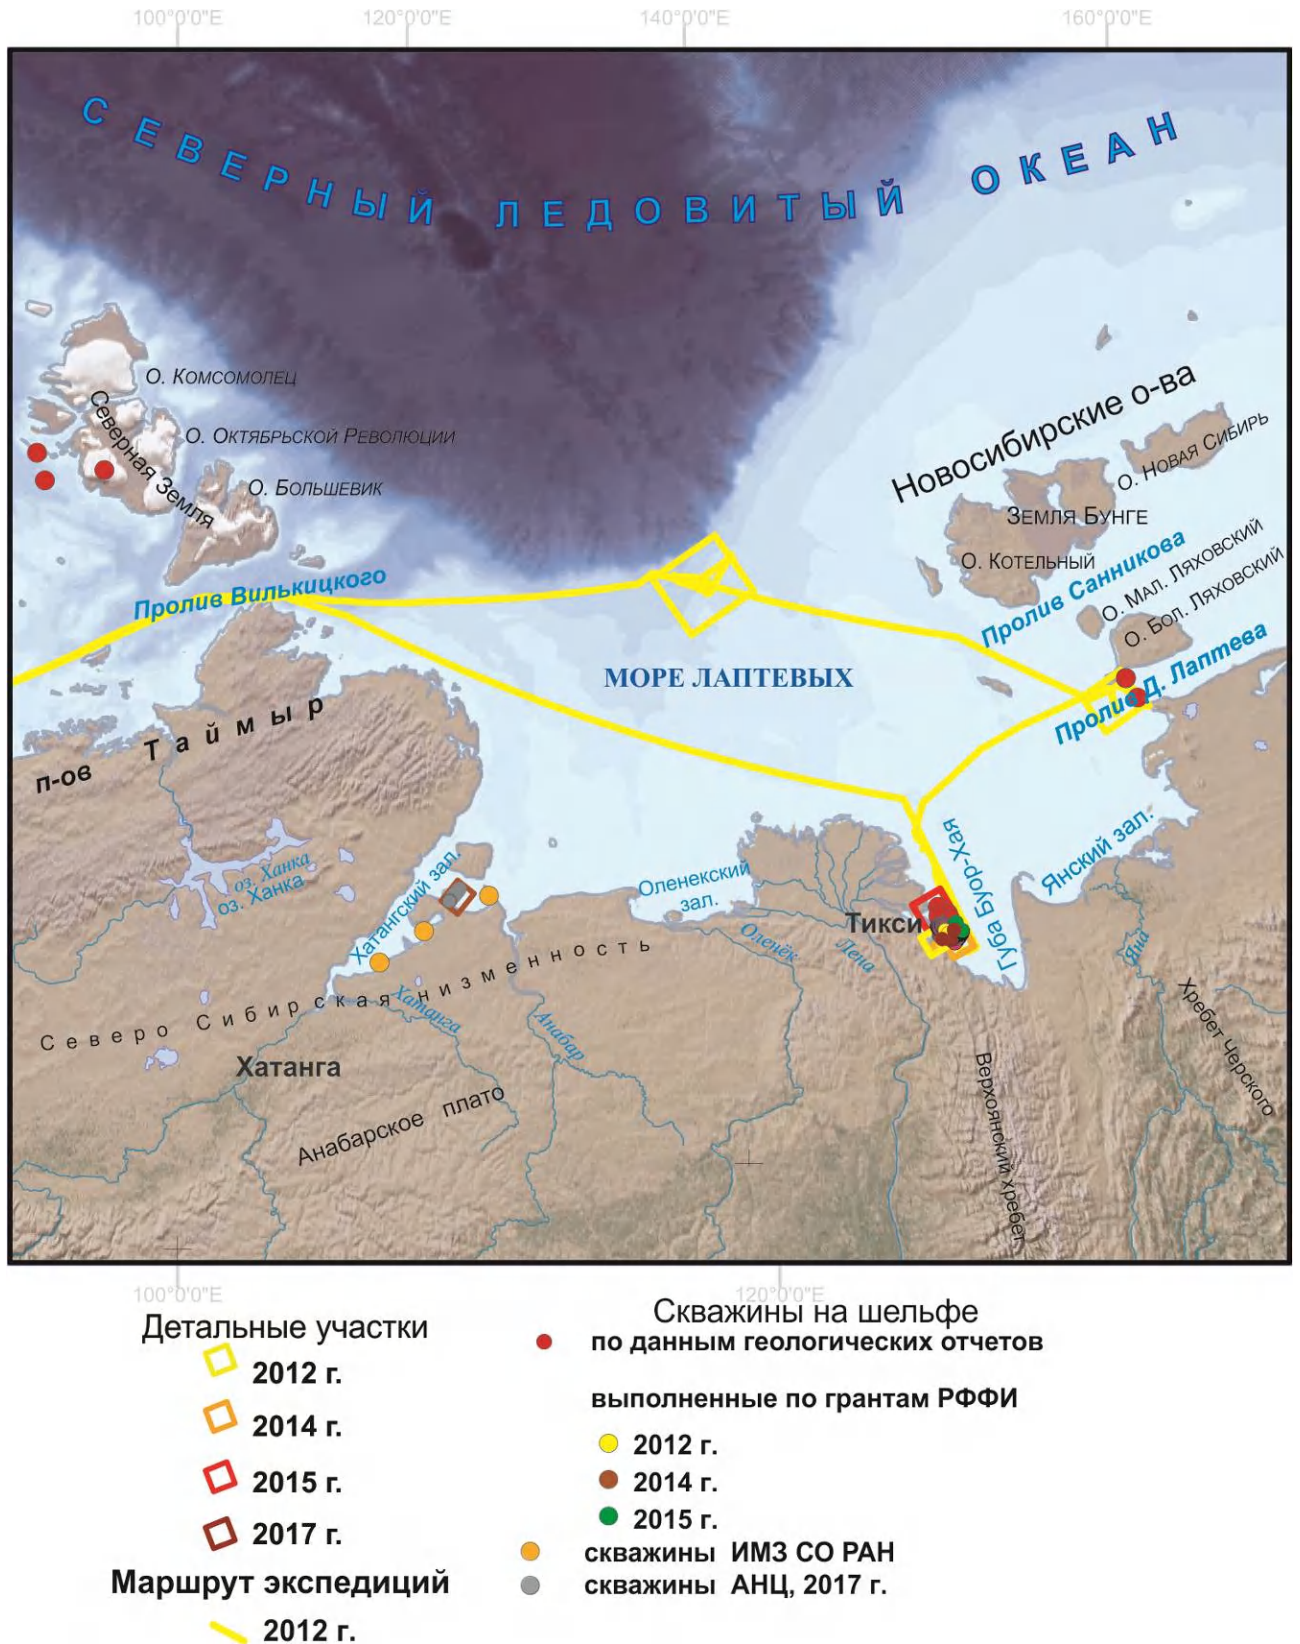 100°0'0"E 120°0'0"E 140°0'0"E 160°0'0"E
СЕВЕРНЫЙ ЛЕДОВИТЫЙ ОКЕАН
О. Комсомолец
Северная Земля
О. Октябрьской Революции
О. Большевик
Новосибирские о-ва
О. Новая Сибирь
Земля Бунге
О. Котельный
Пролив Санникова
О. Мал. Ляховский
О. Бол. Ляховский
Пролив Вилькицкого
МОРЕ ЛАПТЕВЫХ
Пролив Д. Лаптева
п-ов Таймыр
оз. Ханка
оз. Ханка
Хатангский зал.
Оленекский
зал.
Тикси
Губа Буор-Хая
Янский зал.
Оленёк
Лена
Яна
Северо Сибирская низменность
Хатанга
Анабар
Хребет Черского
Хатанга
Верхоянский хребет
Анабарское плато
100°0'0"E 120°0'0"E
Детальные участки
2012 г.
2014 г.
2015 г.
2017 г.
Маршрут экспедиций
2012 г.
Скважины на шельфе
по данным геологических отчетов
выполненные по грантам РФФИ
2012 г.
2014 г.
2015 г.
скважины ИМЗ СО РАН
скважины АНЦ, 2017 г.